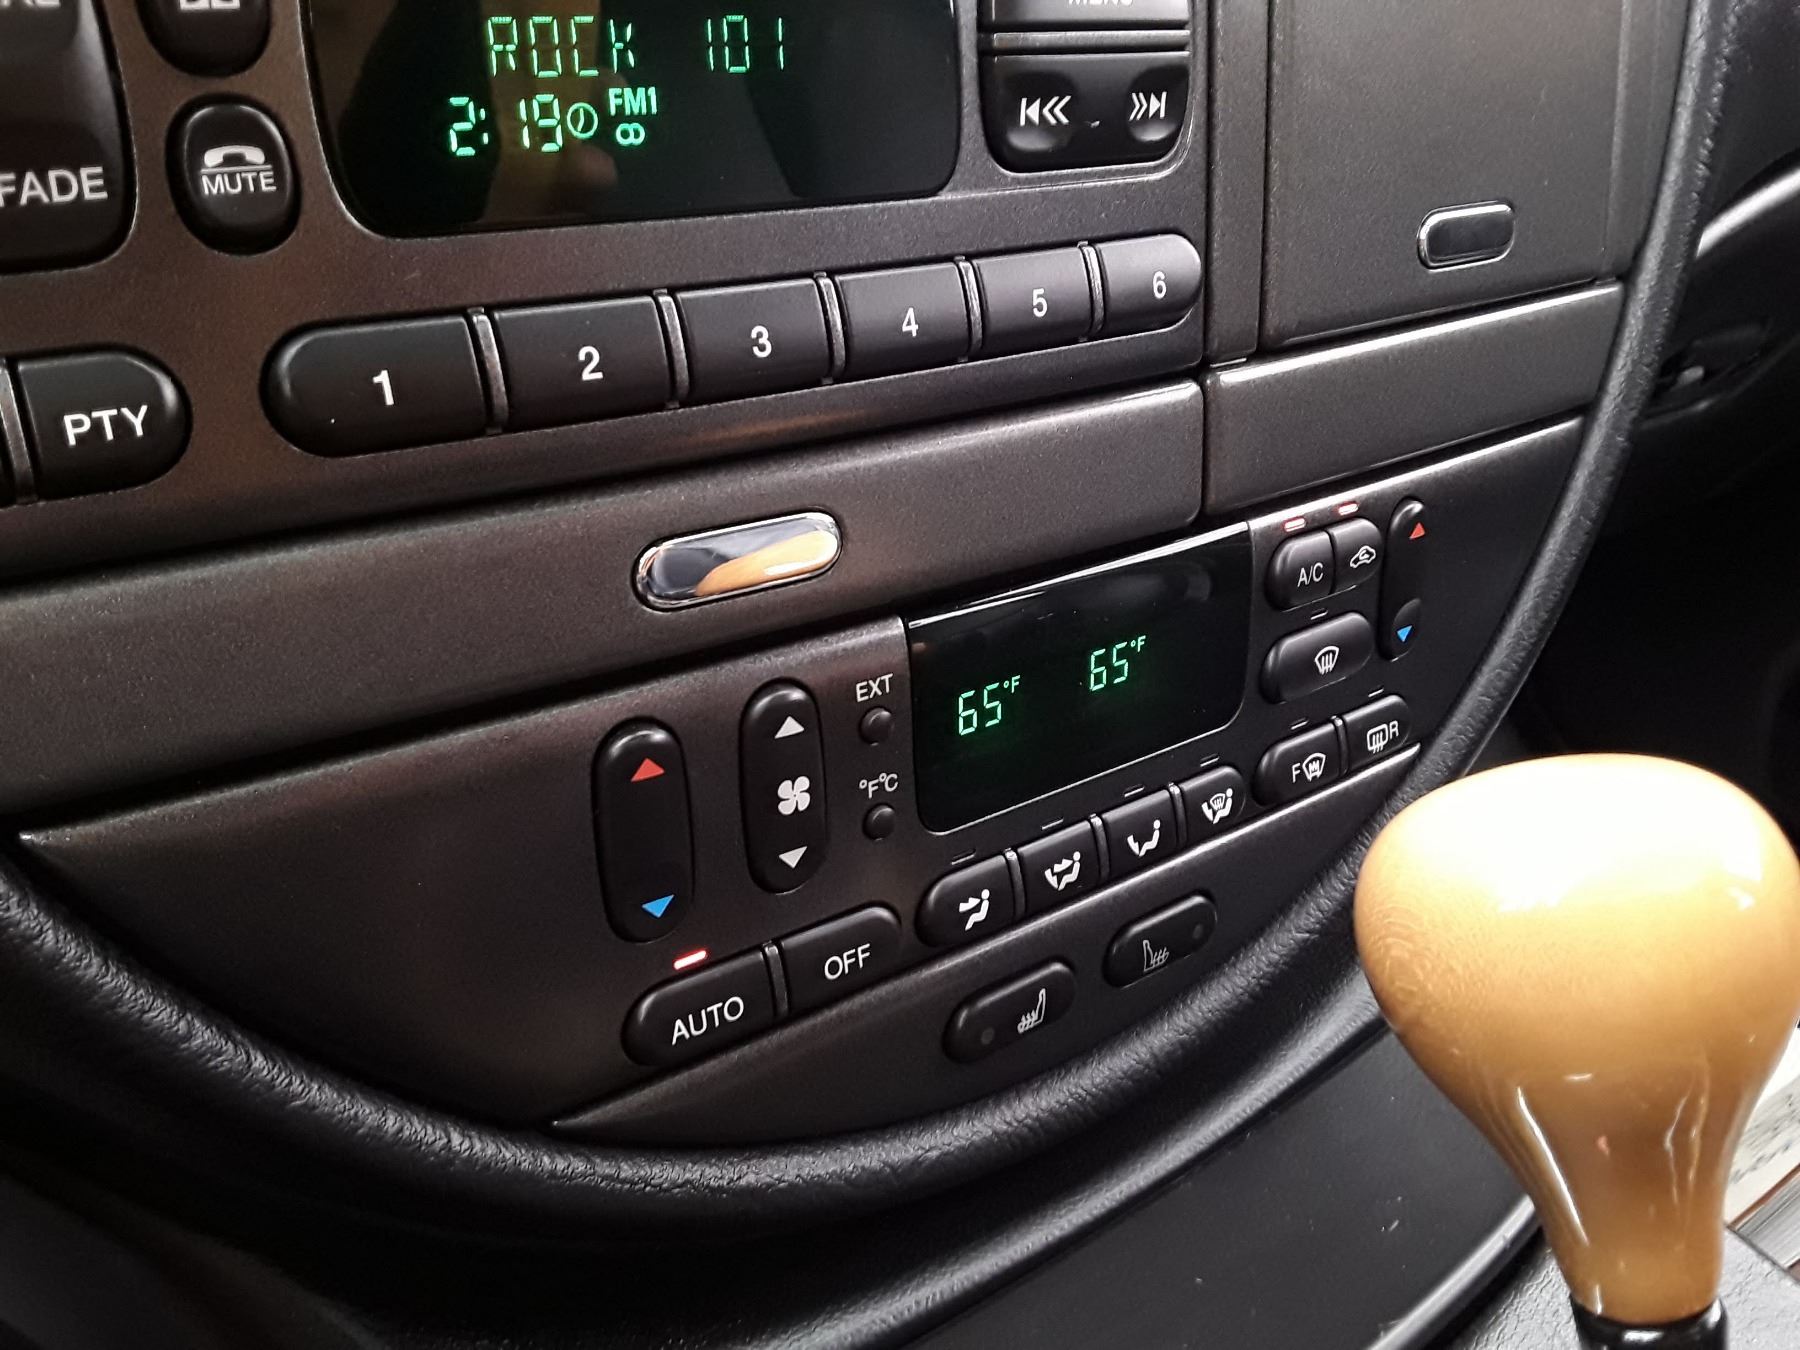 ROCK 101
2:19 FM1
MENU
MUTE
FADE
1 2 3 4 5 6
PTY
A/C
EXT
65°F 65°F
°F°C
F R
AUTO OFF